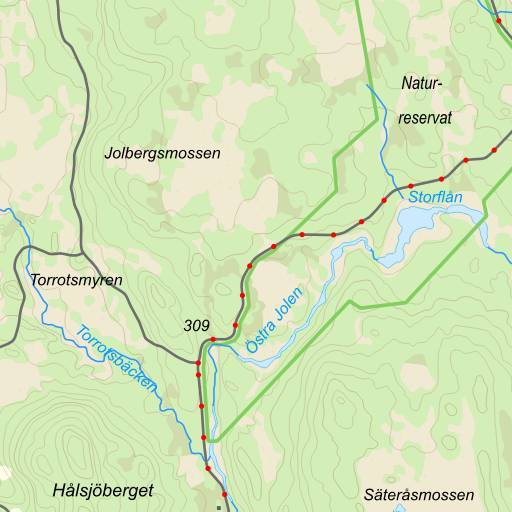 Natur-
reservat
Jolbergsmossen
Storflån
Torrotsmyren
309
Östra Jolen
Torrotsbäcken
Hålsjöberget
Säteråsmossen